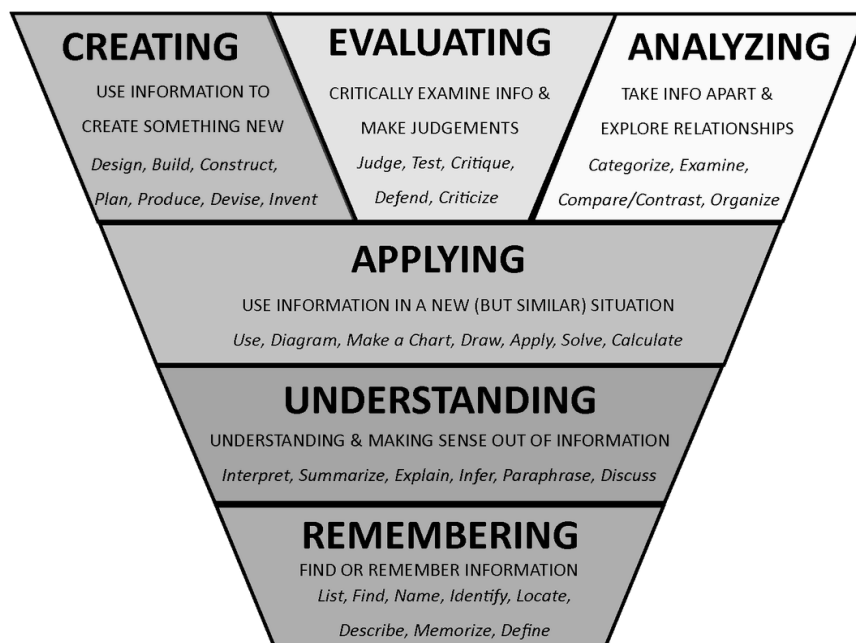 CREATING
USE INFORMATION TO
CREATE SOMETHING NEW
Design, Build, Construct,
Plan, Produce, Devise, Invent
EVALUATING
CRITICALLY EXAMINE INFO &
MAKE JUDGEMENTS
Judge, Test, Critique,
Defend, Criticize
ANALYZING
TAKE INFO APART &
EXPLORE RELATIONSHIPS
Categorize, Examine,
Compare/Contrast, Organize
APPLYING
USE INFORMATION IN A NEW (BUT SIMILAR) SITUATION
Use, Diagram, Make a Chart, Draw, Apply, Solve, Calculate
UNDERSTANDING
UNDERSTANDING & MAKING SENSE OUT OF INFORMATION
Interpret, Summarize, Explain, Infer, Paraphrase, Discuss
REMEMBERING
FIND OR REMEMBER INFORMATION
List, Find, Name, Identify, Locate,
Describe, Memorize, Define